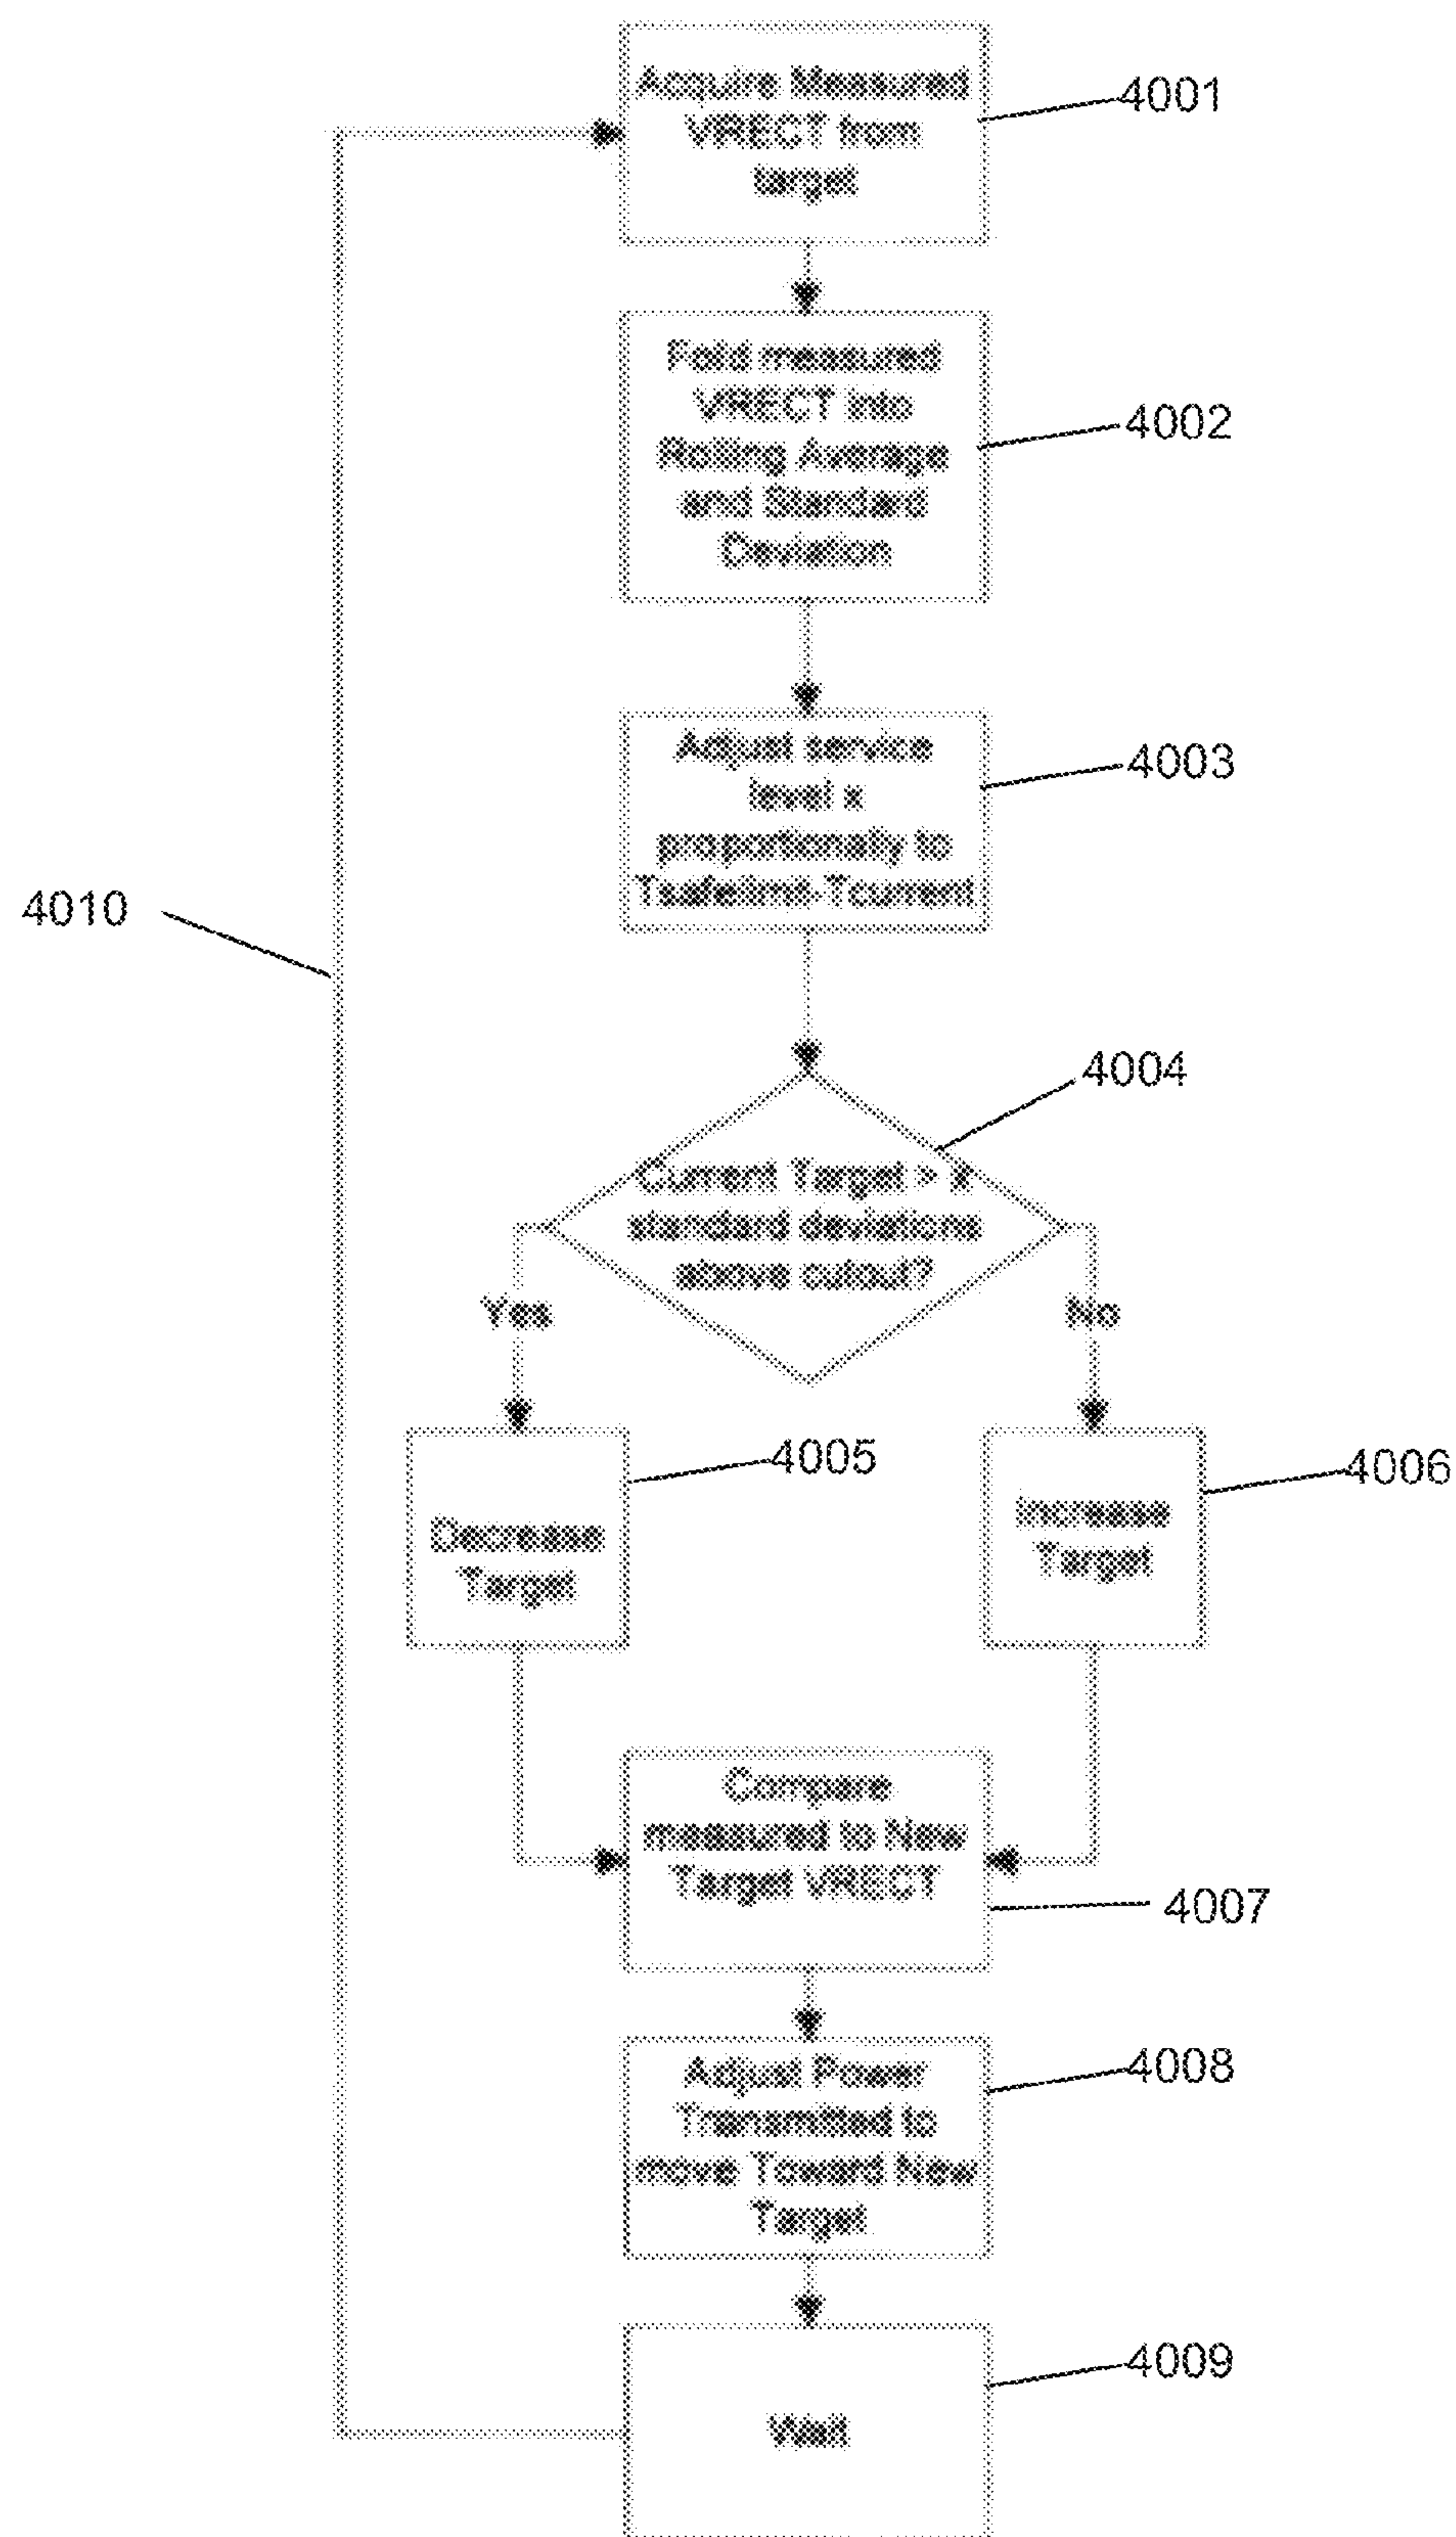 Acquire Measured
VRECT from
target
4001
Fold measured
VRECT into
Rolling Average
and Standard
Deviation
4002
Adjust service
level x
proportionally to
Tsafelimit-Tcurrent
4003
4010
4004
Current Target > x
standard deviations
above cutout?
Yes
No
4005
4006
Decrease
Target
Increase
Target
Compare
measured to New
Target VRECT
4007
Adjust Power
Transmitted to
move Toward New
Target
4008
Wait
4009